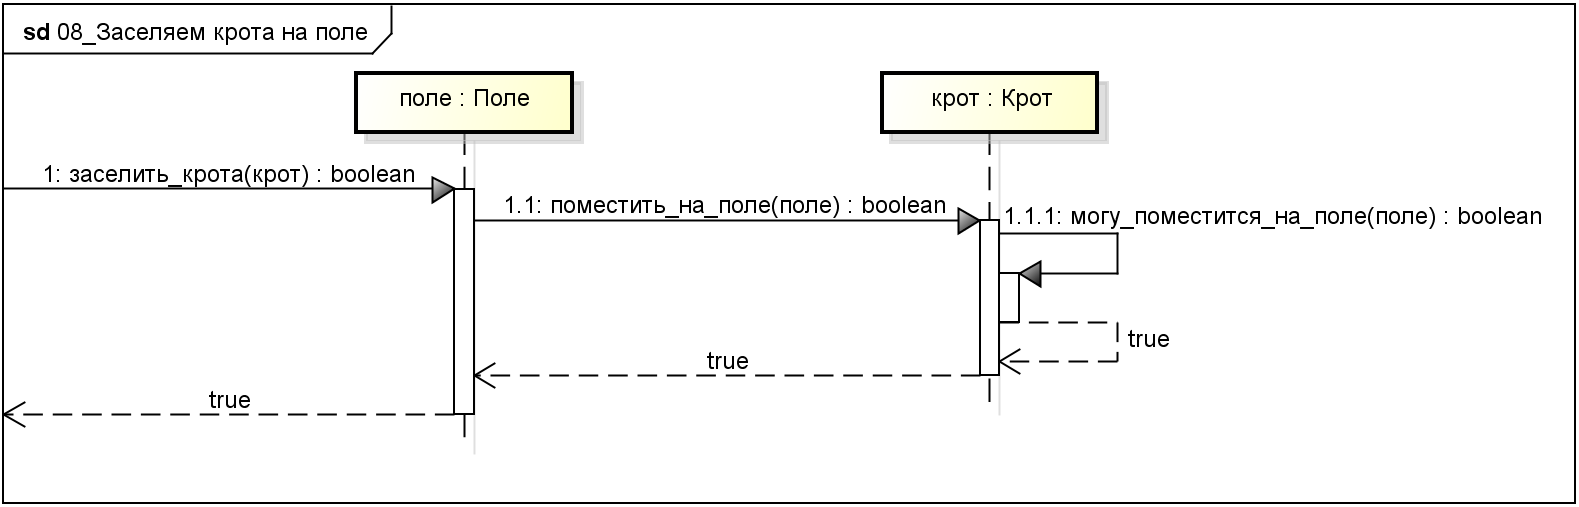 sd 08_Заселяем крота на поле
поле : Поле
крот : Крот
1: заселить_крота(крот) : boolean
1.1: поместить_на_поле(поле) : boolean
1.1.1: могу_поместится_на_поле(поле) : boolean
true
true
true